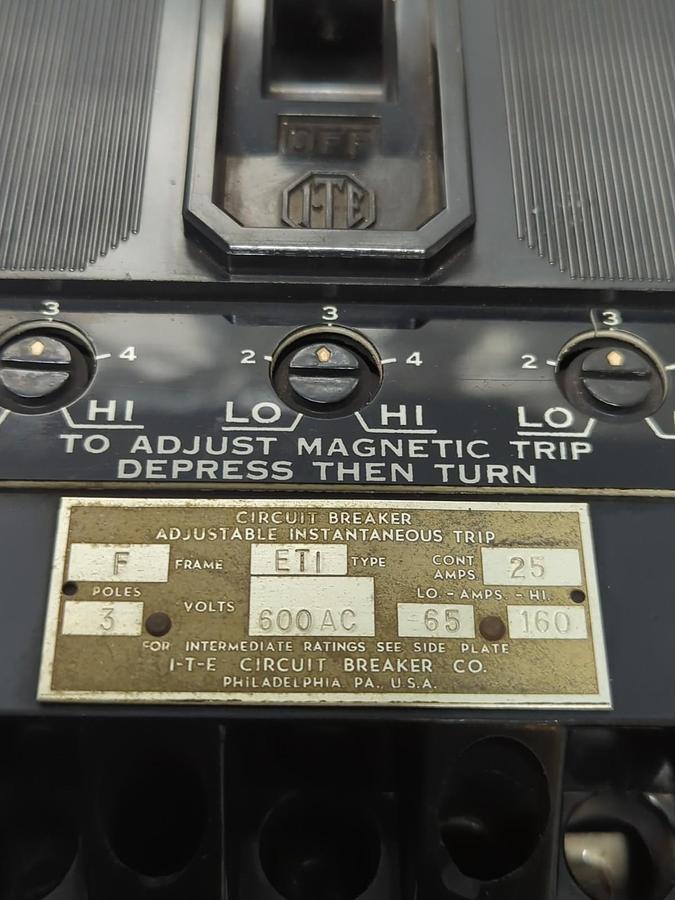 OFF
I-T-E
3 3 3
4 2 4 2
HI LO HI LO
TO ADJUST MAGNETIC TRIP
DEPRESS THEN TURN
CIRCUIT BREAKER
ADJUSTABLE INSTANTANEOUS TRIP
F FRAME ETI TYPE CONT AMPS 25
POLES LO. - AMPS. - HI.
3 VOLTS 600 AC 65 160
FOR INTERMEDIATE RATINGS SEE SIDE PLATE
I-T-E CIRCUIT BREAKER CO.
PHILADELPHIA PA., U.S.A.